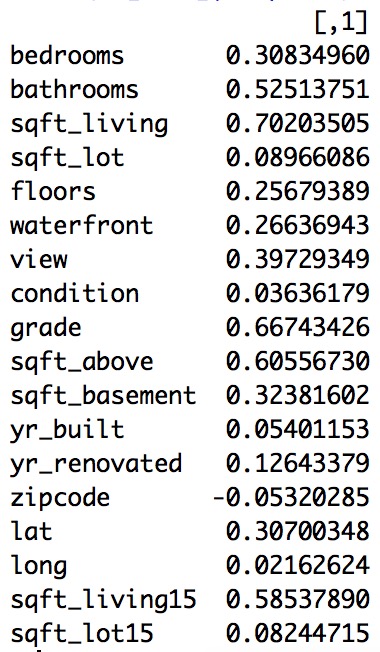 [,1]
bedrooms 0.30834960
bathrooms 0.52513751
sqft_living 0.70203505
sqft_lot 0.08966086
floors 0.25679389
waterfront 0.26636943
view 0.39729349
condition 0.03636179
grade 0.66743426
sqft_above 0.60556730
sqft_basement 0.32381602
yr_built 0.05401153
yr_renovated 0.12643379
zipcode -0.05320285
lat 0.30700348
long 0.02162624
sqft_living15 0.58537890
sqft_lot15 0.08244715